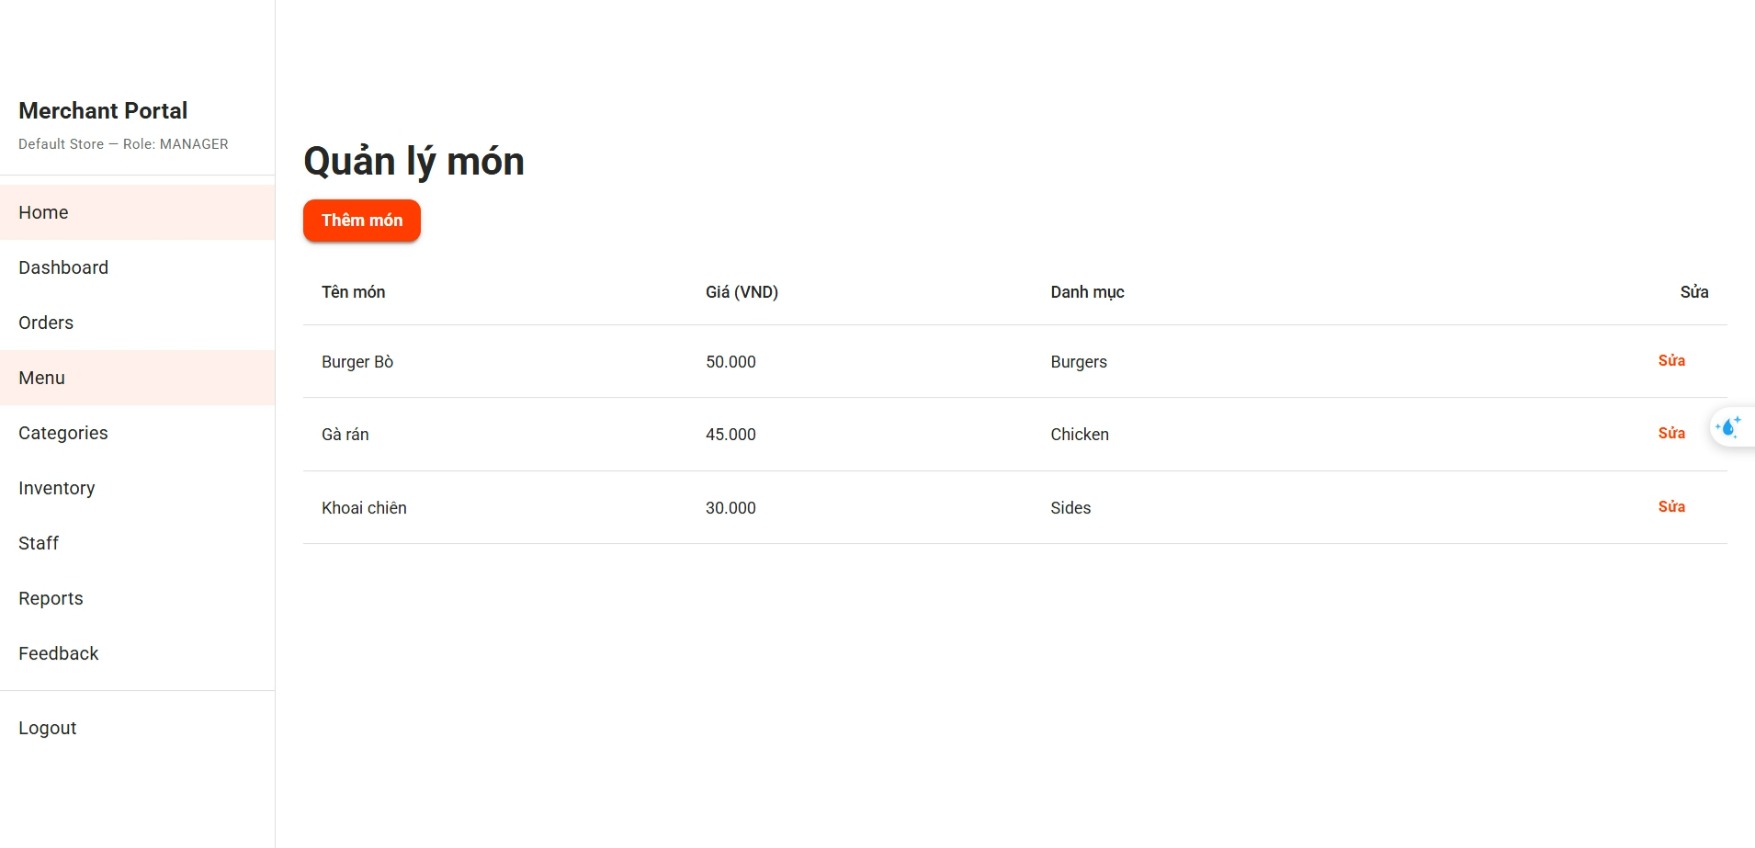 Merchant Portal
Default Store — Role: MANAGER
Home
Dashboard
Orders
Menu
Categories
Inventory
Staff
Reports
Feedback
Logout
Quản lý món
Thêm món
Tên món Giá (VND) Danh mục Sửa
Burger Bò 50.000 Burgers Sửa
Gà rán 45.000 Chicken Sửa
Khoai chiên 30.000 Sides Sửa